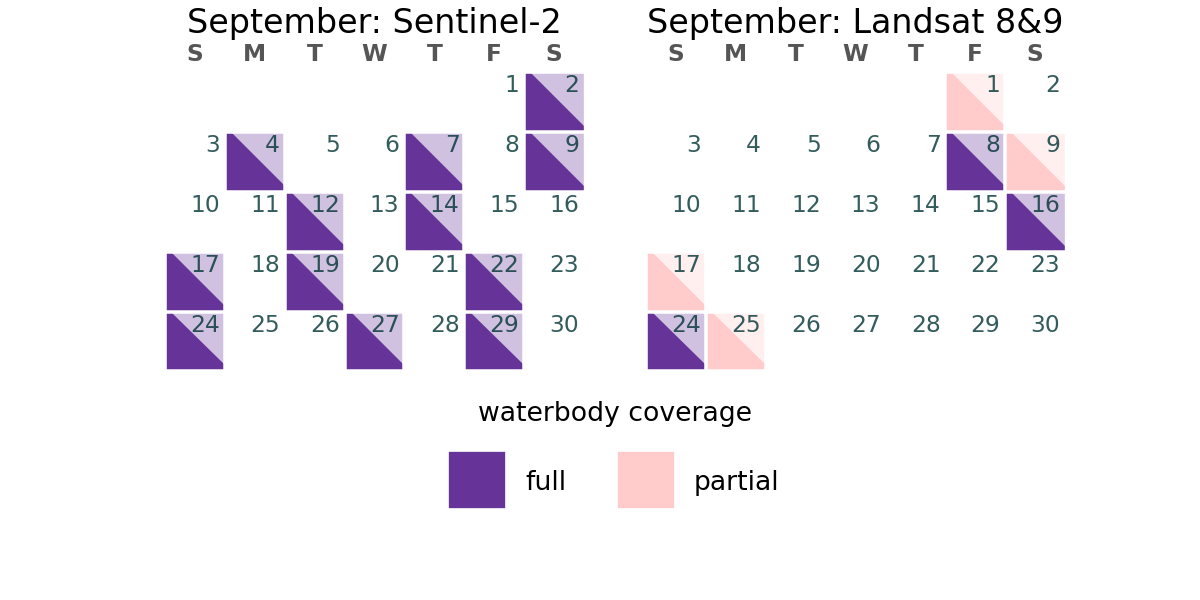 September: Sentinel-2
S M T W T F S
1 2
3 4 5 6 7 8 9
10 11 12 13 14 15 16
17 18 19 20 21 22 23
24 25 26 27 28 29 30
September: Landsat 8&9
S M T W T F S
1 2
3 4 5 6 7 8 9
10 11 12 13 14 15 16
17 18 19 20 21 22 23
24 25 26 27 28 29 30
waterbody coverage
full partial